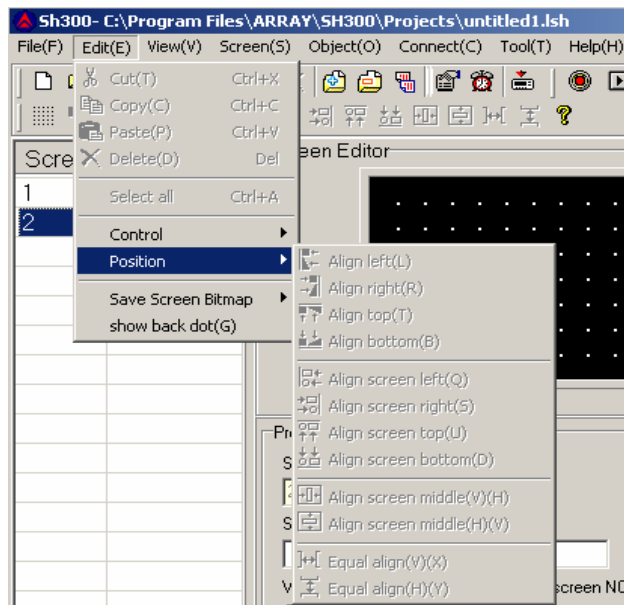 Sh300- C:\Program Files\ARRAY\SH300\Projects\untitled1.lsh
File(F) Edit(E) View(V) Screen(S) Object(O) Connect(C) Tool(T) Help(H)
Cut(T) Ctrl+X
Copy(C) Ctrl+C
Paste(P) Ctrl+V
Delete(D) Del
Select all Ctrl+A
Control
Position
Save Screen Bitmap
show back dot(G)
Scre
1
2
een Editor
Align left(L)
Align right(R)
Align top(T)
Align bottom(B)
Align screen left(Q)
Align screen right(S)
Align screen top(U)
Align screen bottom(D)
Align screen middle(V)(H)
Align screen middle(H)(V)
Equal align(V)(X)
Equal align(H)(Y)
Pr
S
S
V
screen NO